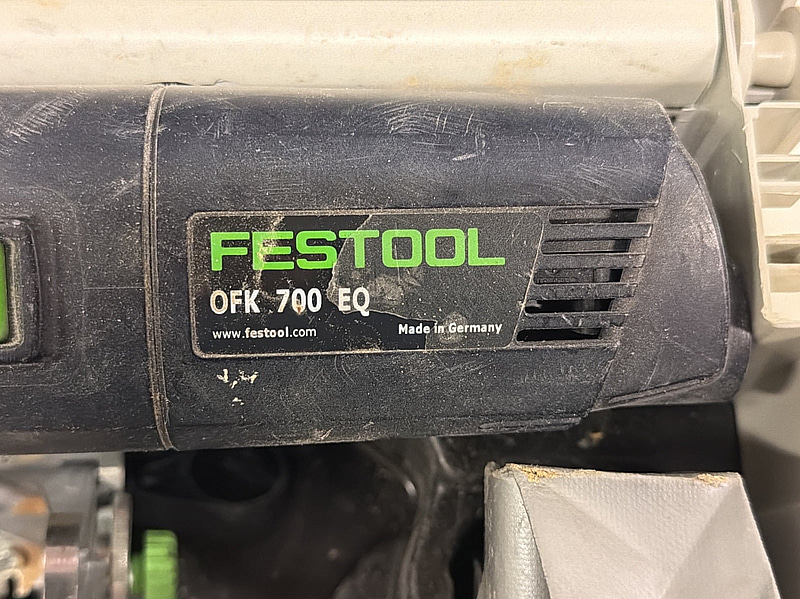 FESTOOL
OFK 700 EQ
www.festool.com
Made in Germany